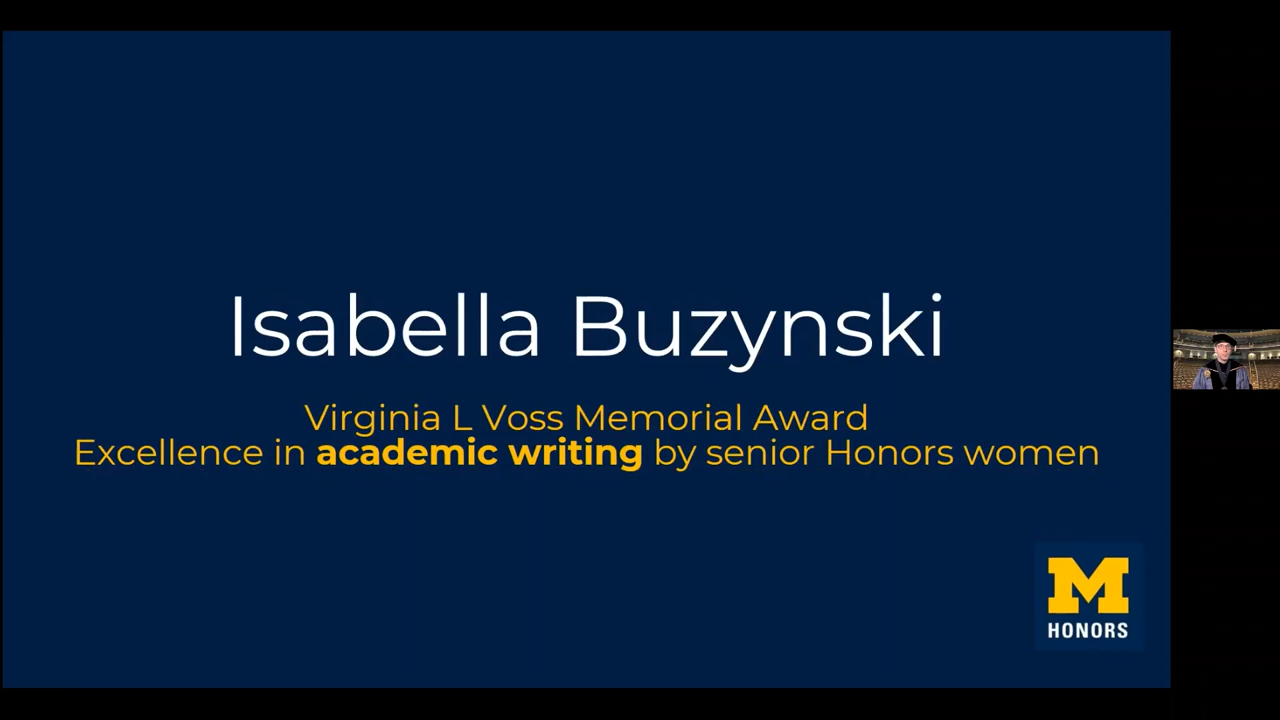 Isabella Buzynski
Virginia L Voss Memorial Award
Excellence in academic writing by senior Honors women
M
HONORS